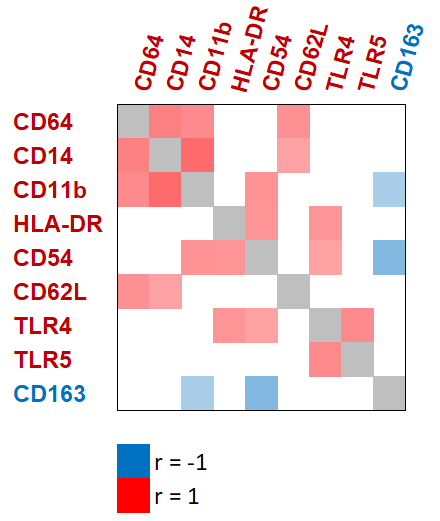 CD64 CD14 CD11b HLA-DR CD54 CD62L TLR4 TLR5 CD163
CD64
CD14
CD11b
HLA-DR
CD54
CD62L
TLR4
TLR5
CD163
r = -1
r = 1